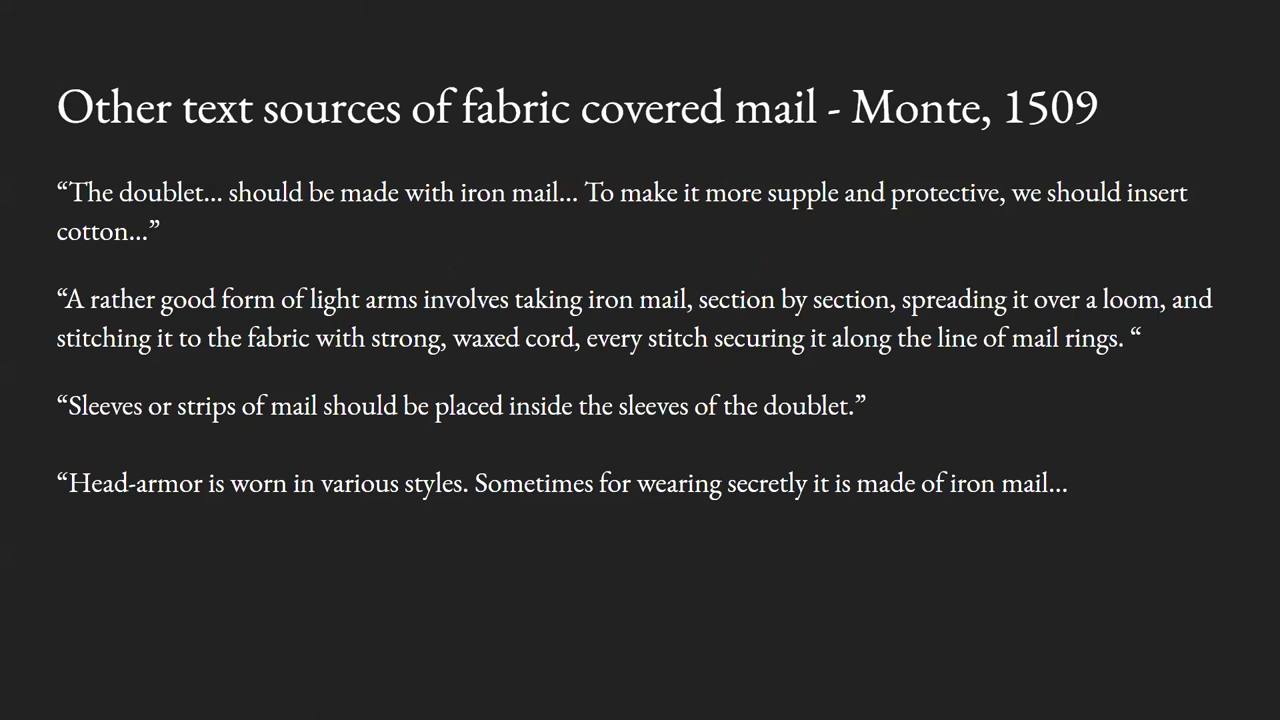 Other text sources of fabric covered mail - Monte, 1509
“The doublet... should be made with iron mail... To make it more supple and protective, we should insert
cotton...”
“A rather good form of light arms involves taking iron mail, section by section, spreading it over a loom, and
stitching it to the fabric with strong, waxed cord, every stitch securing it along the line of mail rings. “
“Sleeves or strips of mail should be placed inside the sleeves of the doublet.”
“Head-armor is worn in various styles. Sometimes for wearing secretly it is made of iron mail...